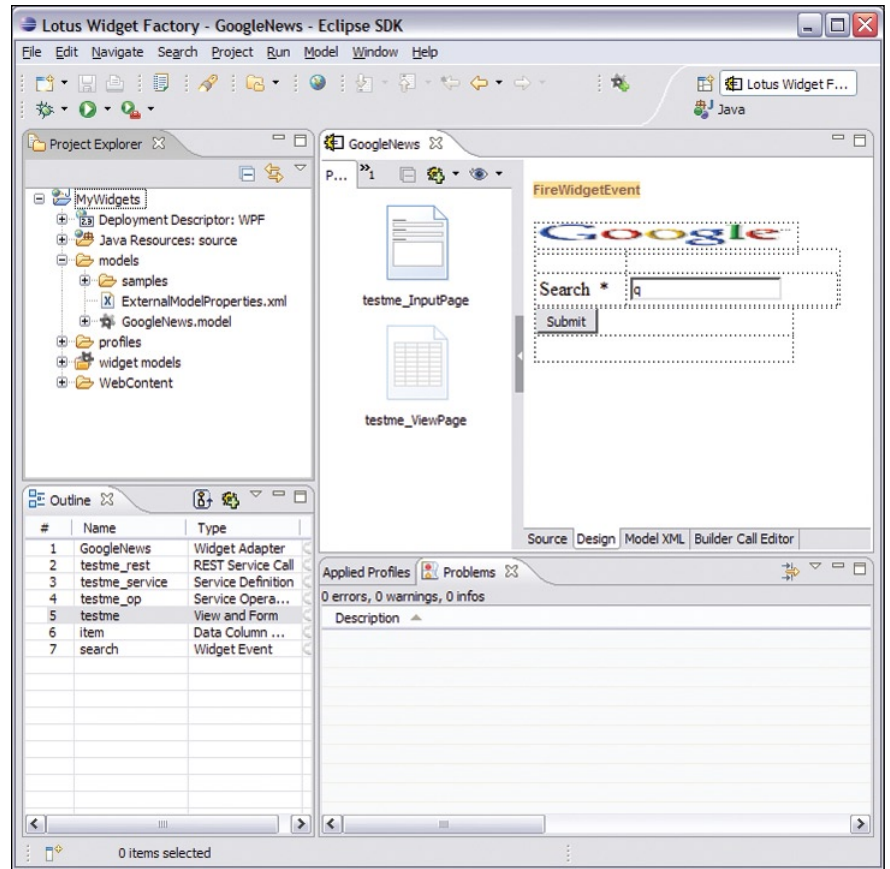 Lotus Widget Factory - GoogleNews - Eclipse SDK
File Edit Navigate Search Project Run Model Window Help
Lotus Widget F...
Java
Project Explorer
MyWidgets
Deployment Descriptor: WPF
Java Resources: source
models
samples
ExternalModelProperties.xml
GoogleNews.model
profiles
widget models
WebContent
GoogleNews
P... »1
testme_InputPage
testme_ViewPage
FireWidgetEvent
Google
Search * q
Submit
Source Design Model XML Builder Call Editor
Outline
# Name Type
1 GoogleNews Widget Adapter
2 testme_rest REST Service Call
3 testme_service Service Definition
4 testme_op Service Opera...
5 testme View and Form
6 item Data Column ...
7 search Widget Event
Applied Profiles Problems
0 errors, 0 warnings, 0 infos
Description
0 items selected